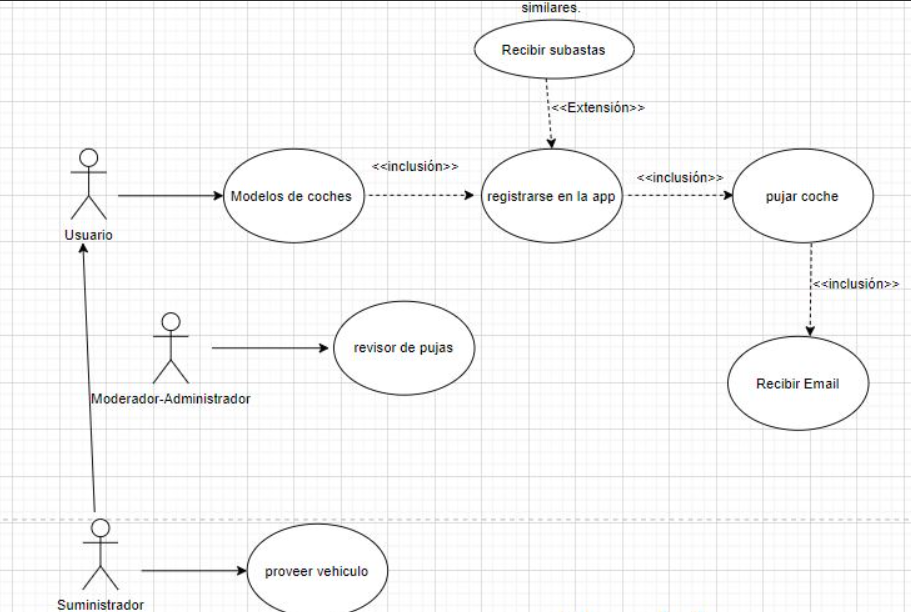 similares.
Recibir subastas
<<Extensión>>
<<inclusión>>
<<inclusión>>
Modelos de coches
registrarse en la app
pujar coche
Usuario
<<inclusión>>
revisor de pujas
Recibir Email
Moderador-Administrador
proveer vehiculo
Suministrador